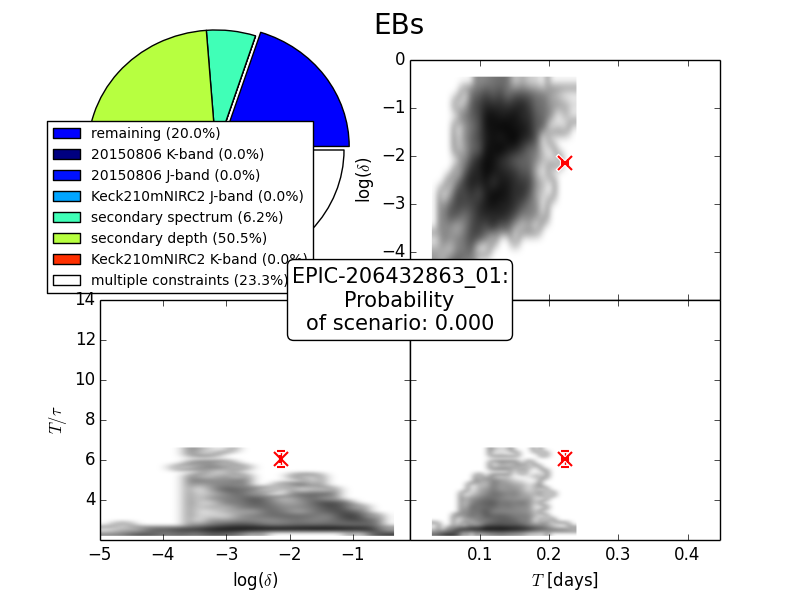 EBs
remaining (20.0%)
20150806 K-band (0.0%)
20150806 J-band (0.0%)
Keck210mNIRC2 J-band (0.0%)
secondary spectrum (6.2%)
secondary depth (50.5%)
Keck210mNIRC2 K-band (0.0%)
multiple constraints (23.3%)
0
−1
−2
−3
−4
log(δ)
EPIC-206432863_01:
Probability
of scenario: 0.000
14
12
10
8
6
4
T/τ
−5
−4
−3
−2
−1
log(δ)
0.1
0.2
0.3
0.4
T [days]